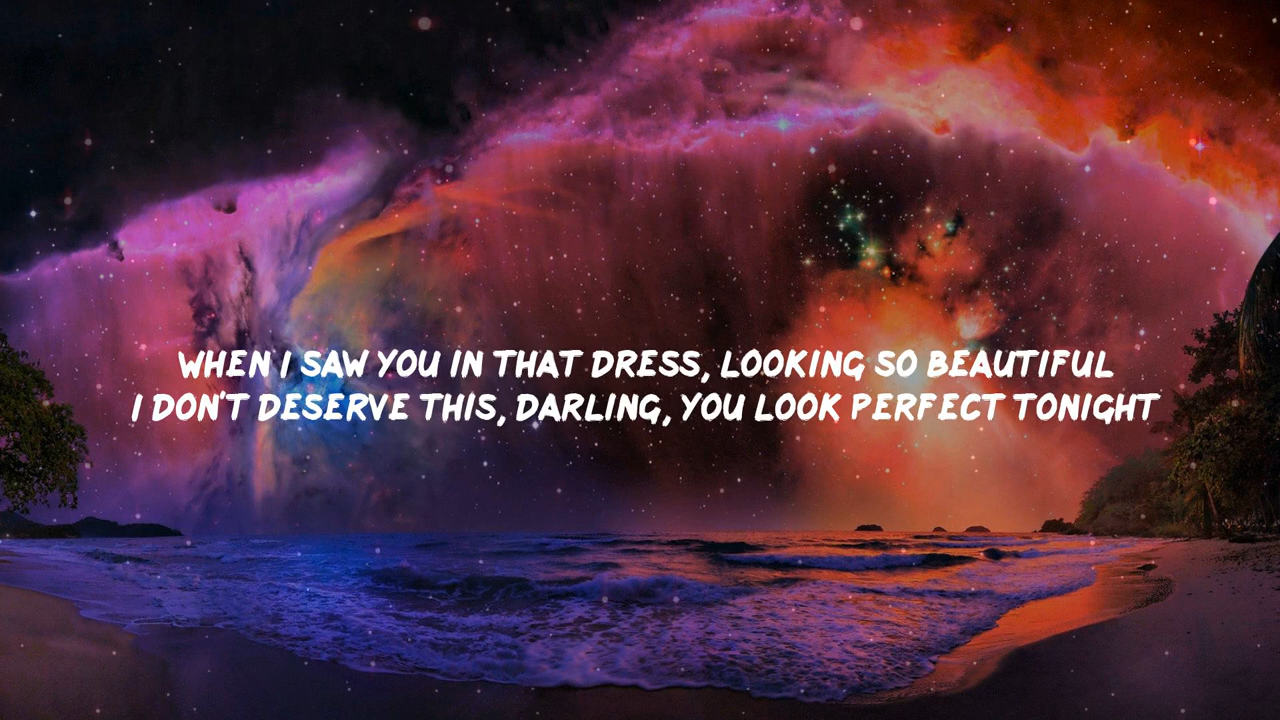 WHEN I SAW YOU IN THAT DRESS, LOOKING SO BEAUTIFUL
I DON'T DESERVE THIS, DARLING, YOU LOOK PERFECT TONIGHT